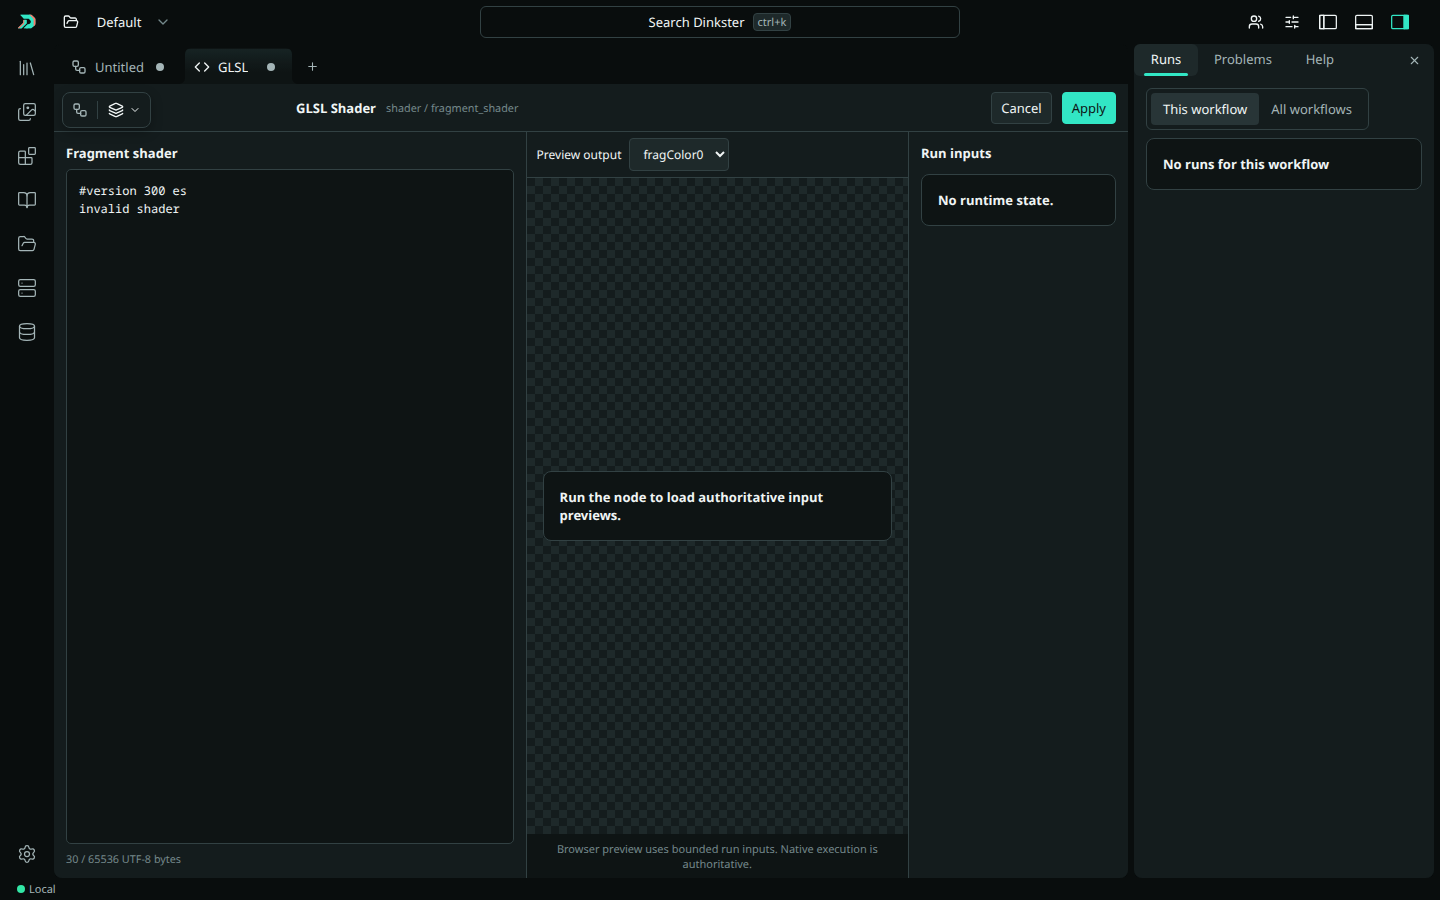 Default
Search Dinkster ctrl+k
Untitled
GLSL
Runs Problems Help
GLSL Shader shader / fragment_shader
Cancel Apply
This workflow All workflows
No runs for this workflow
Fragment shader
#version 300 es
invalid shader
30 / 65536 UTF-8 bytes
Preview output fragColor0
Run the node to load authoritative input
previews.
Browser preview uses bounded run inputs. Native execution is
authoritative.
Run inputs
No runtime state.
Local